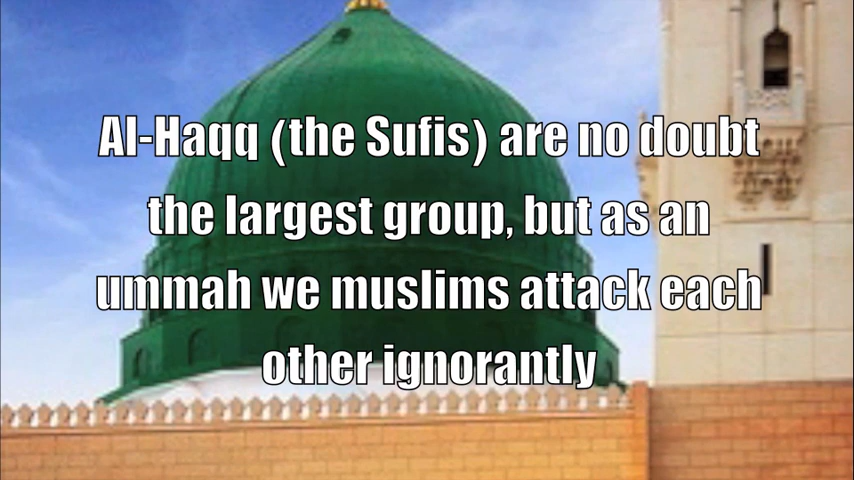 Al-Haqq (the Sufis) are no doubt
the largest group, but as an
ummah we muslims attack each
other ignorantly